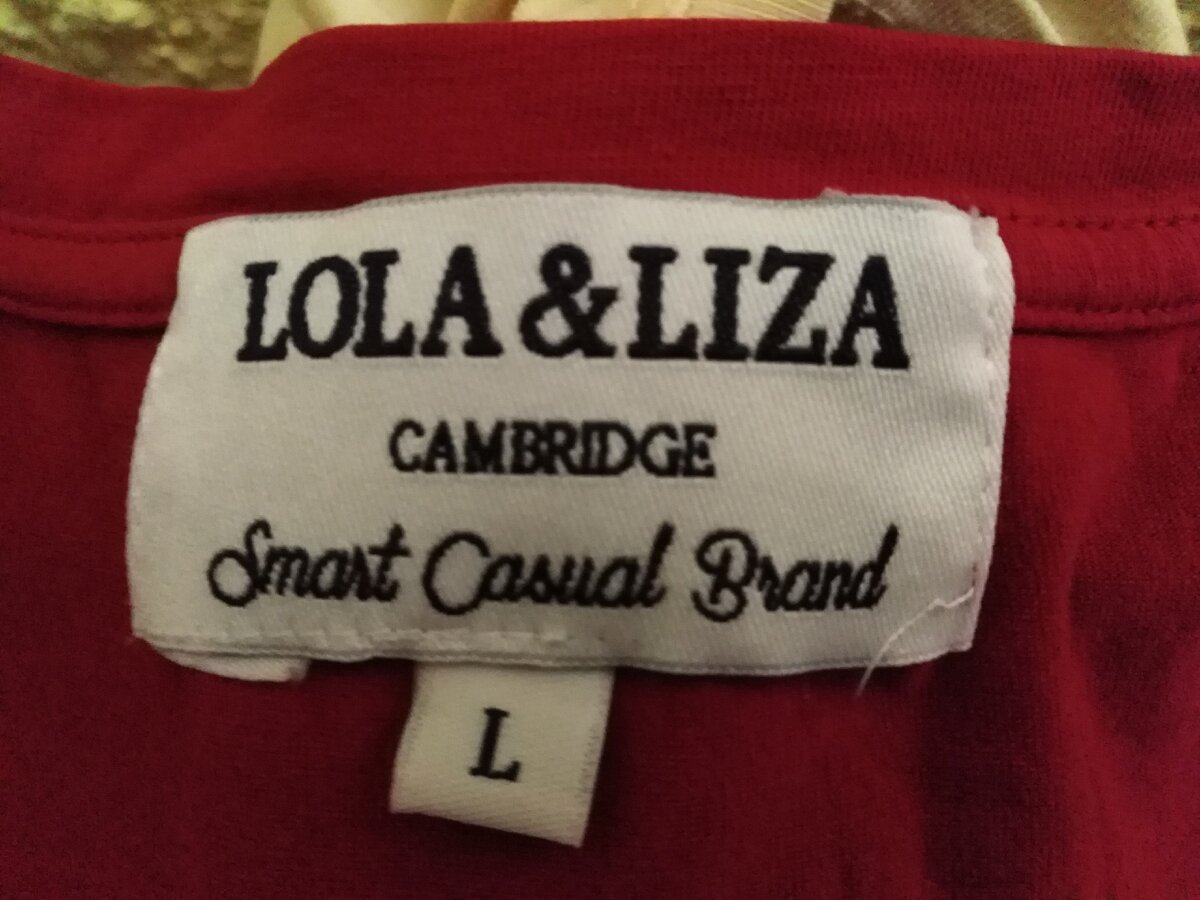 LOLA & LIZA
CAMBRIDGE
Smart Casual Brand
L